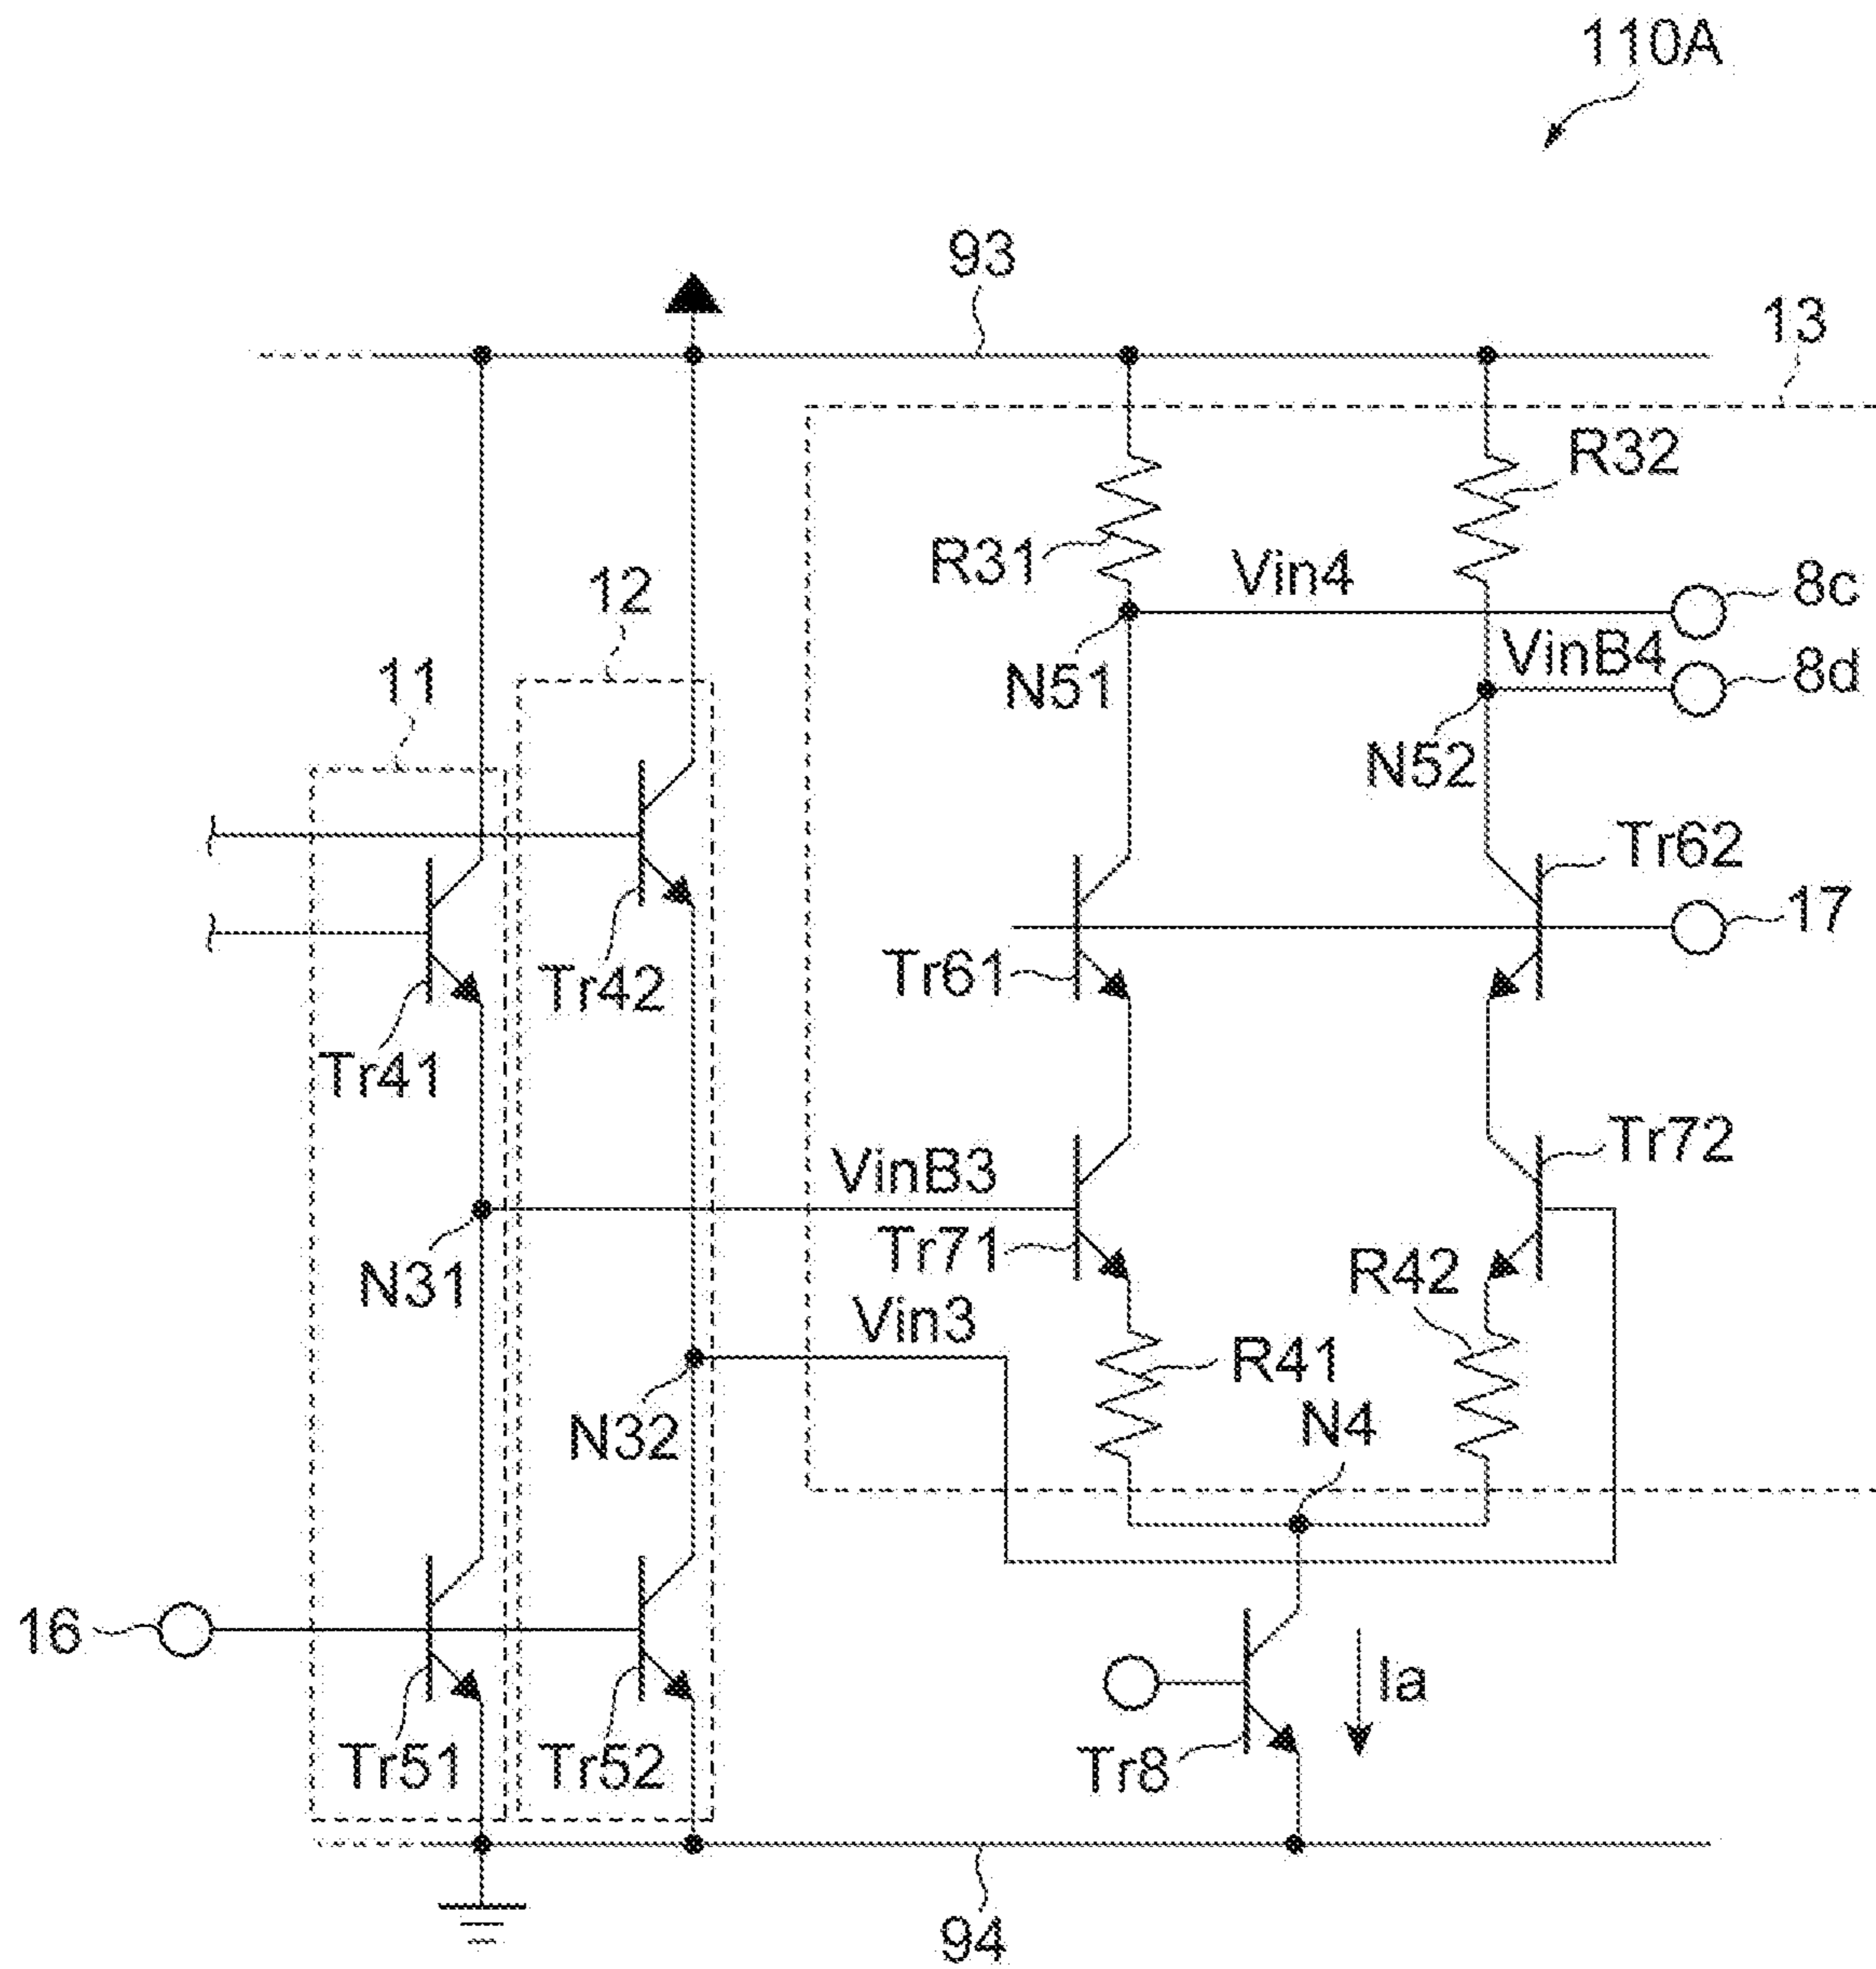 110A
93
13
R32
R31
Vin4
8c
12
VinB4
8d
N51
11
N52
Tr62
17
Tr61
Tr42
Tr41
Tr72
VinB3
Tr71
N31
R42
Vin3
R41
N4
N32
16
Ia
Tr51
Tr52
Tr8
94